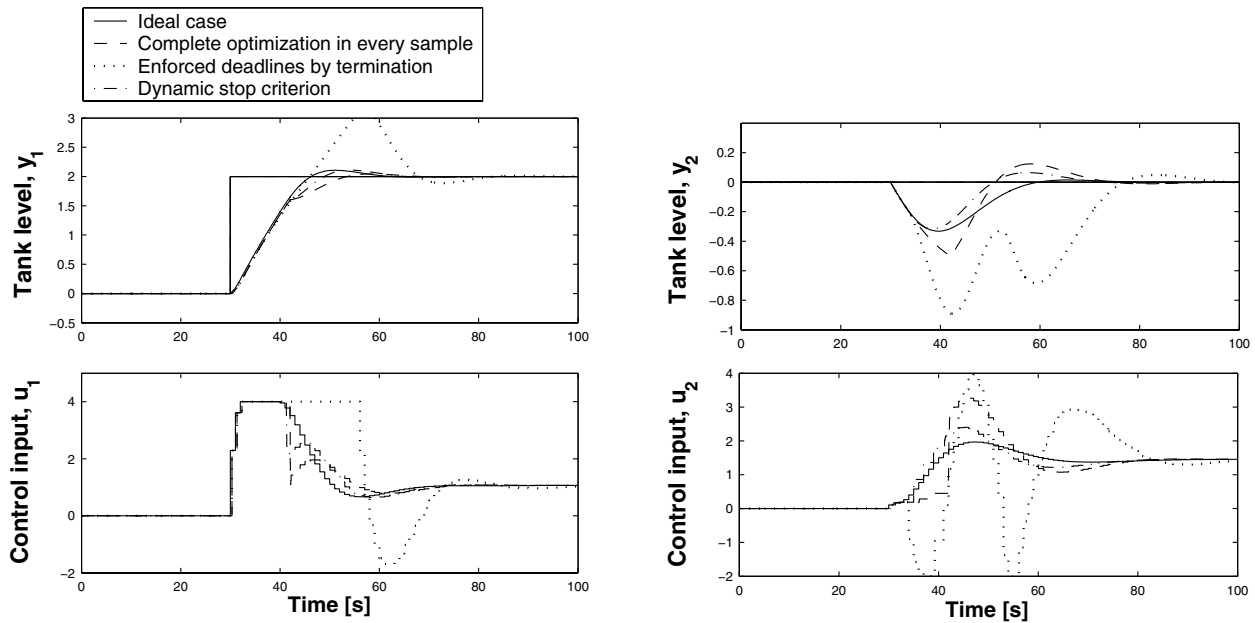 Ideal case
Complete optimization in every sample
Enforced deadlines by termination
Dynamic stop criterion
Tank level, y1
3
2.5
2
1.5
1
0.5
0
−0.5
0 20 40 60 80 100
Tank level, y2
0.2
0
−0.2
−0.4
−0.6
−0.8
−1
0 20 40 60 80 100
Control input, u1
4
2
0
−2
0 20 40 60 80 100
Time [s]
Control input, u2
4
3
2
1
0
−1
−2
0 20 40 60 80 100
Time [s]